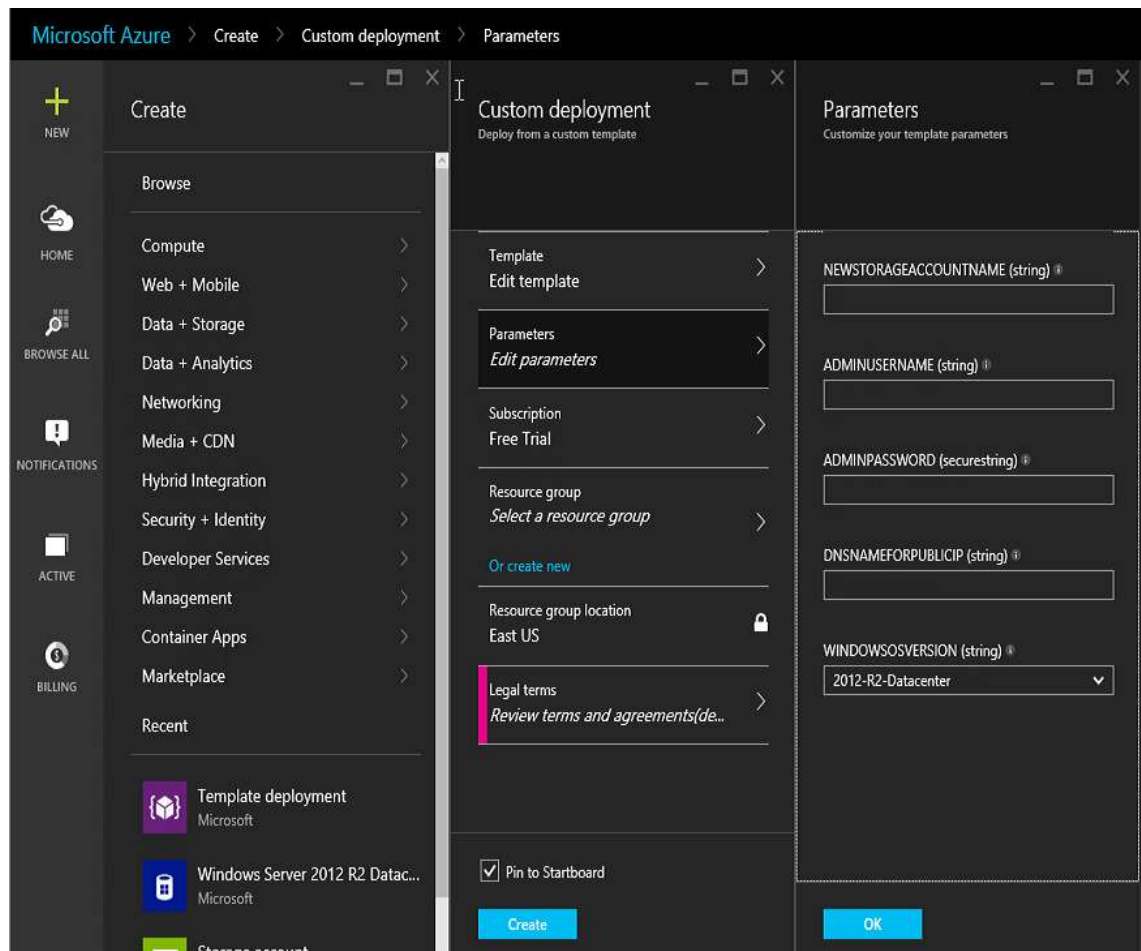 Microsoft Azure > Create > Custom deployment > Parameters
NEW
HOME
BROWSE ALL
NOTIFICATIONS
ACTIVE
BILLING
Create
Browse
Compute
Web + Mobile
Data + Storage
Data + Analytics
Networking
Media + CDN
Hybrid Integration
Security + Identity
Developer Services
Management
Container Apps
Marketplace
Recent
Template deployment
Microsoft
Windows Server 2012 R2 Datac...
Microsoft
Storage account
Custom deployment
Deploy from a custom template
Template
Edit template
Parameters
Edit parameters
Subscription
Free Trial
Resource group
Select a resource group
Or create new
Resource group location
East US
Legal terms
Review terms and agreements(de...
Pin to Startboard
Create
Parameters
Customize your template parameters
NEWSTORAGEACCOUNTNAME (string)
ADMINUSERNAME (string)
ADMINPASSWORD (securestring)
DNSNAMEFORPUBLICIP (string)
WINDOWSOSVERSION (string)
2012-R2-Datacenter
OK